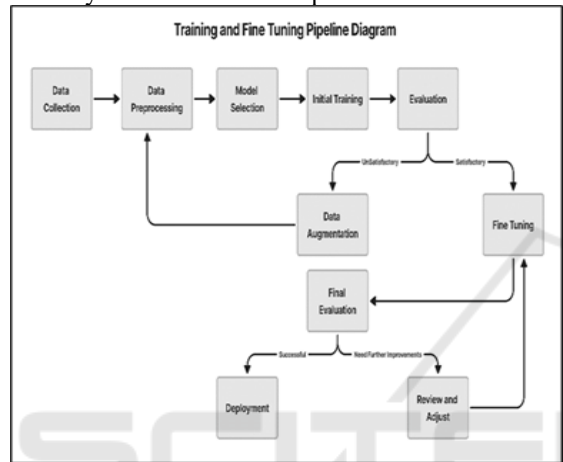 Training and Fine Tuning Pipeline Diagram
Data
Collection
Data
Preprocessing
Model
Selection
Initial Training
Evaluation
UnSatisfactory
Satisfactory
Data
Augmentation
Fine Tuning
Final
Evaluation
Successful
Need Further Improvements
Deployment
Review and
Adjust